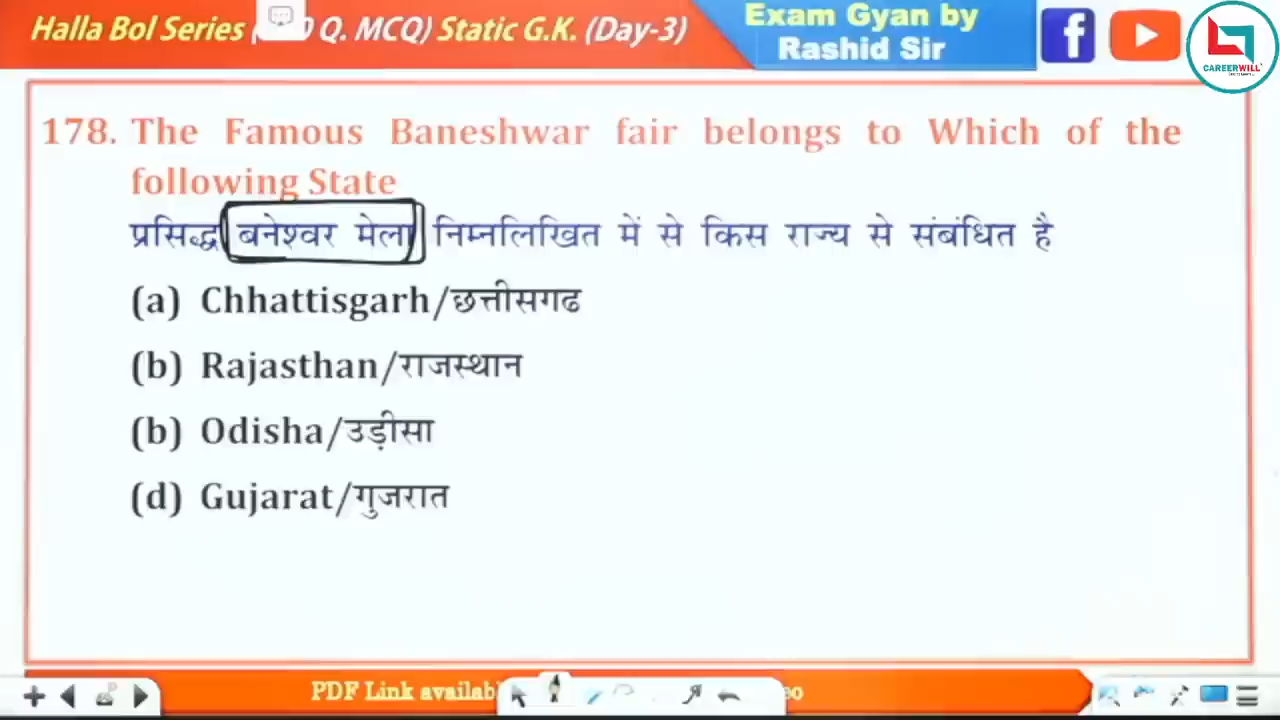 Halla Bol Series Q. MCQ) Static G.K. (Day-3)
Exam Gyan by
Rashid Sir
CAREERWILL
178. The Famous Baneshwar fair belongs to Which of the
following State
प्रसिद्ध बनेश्वर मेला निम्नलिखित में से किस राज्य से संबंधित है
(a) Chhattisgarh/छत्तीसगढ
(b) Rajasthan/राजस्थान
(b) Odisha/उड़ीसा
(d) Gujarat/गुजरात
PDF Link